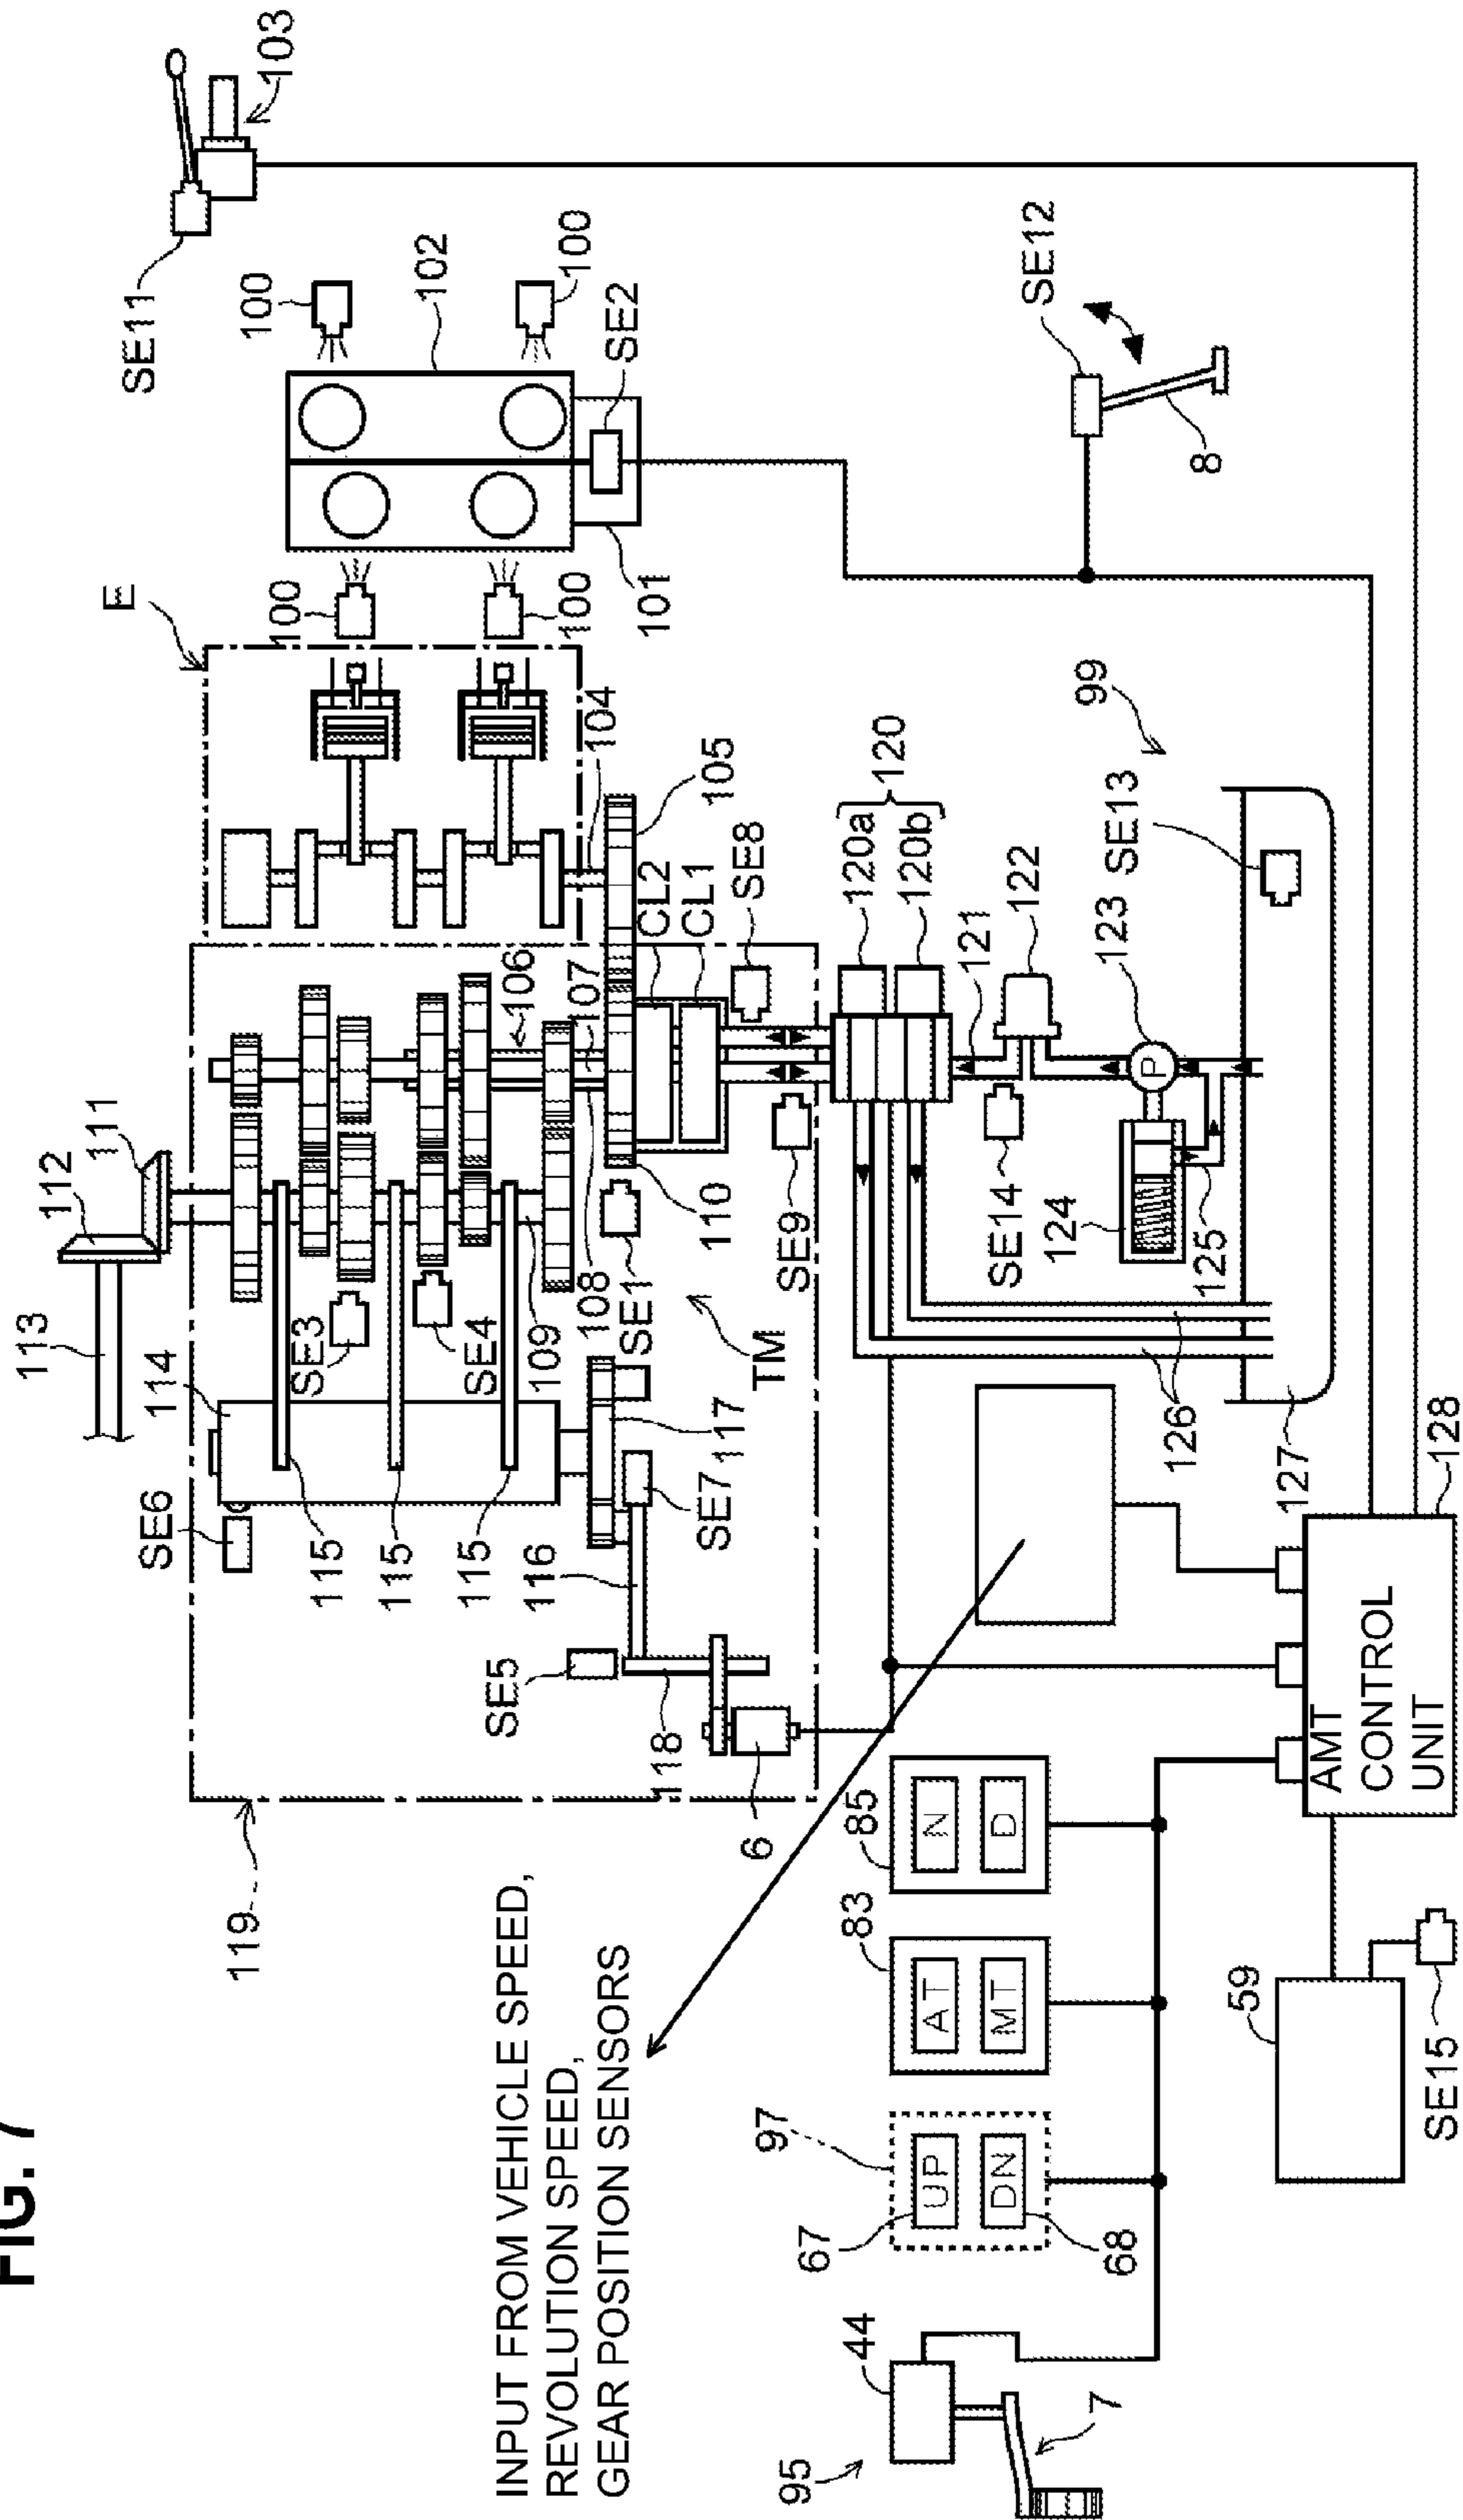 FIG. 7
SE11
103
100
102
100
SE2
SE12
8
E
100
100
101
99
112
111
113
114
SE6
106
107
CL2
CL1
104
105
SE8
120a
120b
120
121
122
123
SE13
P
SE3
SE4
109
108
SE1
110
SE9
SE14
124
125
TM
115
115
115
116
SE7
117
126
127
128
SE5
118
6
119
INPUT FROM VEHICLE SPEED,
REVOLUTION SPEED,
GEAR POSITION SENSORS
85
N
D
83
AT
MT
97
UP
DN
67
68
AMT
CONTROL
UNIT
59
SE15
44
95
7